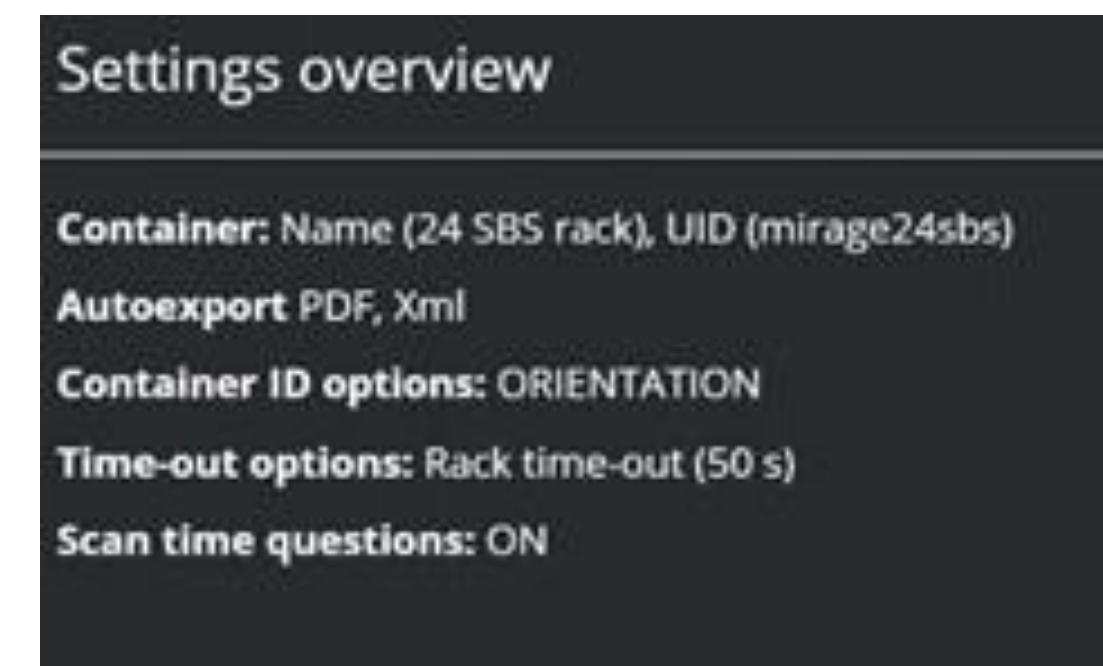 Settings overview
Container: Name (24 SBS rack), UID (mirage24sbs)
Autoexport PDF, Xml
Container ID options: ORIENTATION
Time-out options: Rack time-out (50 s)
Scan time questions: ON